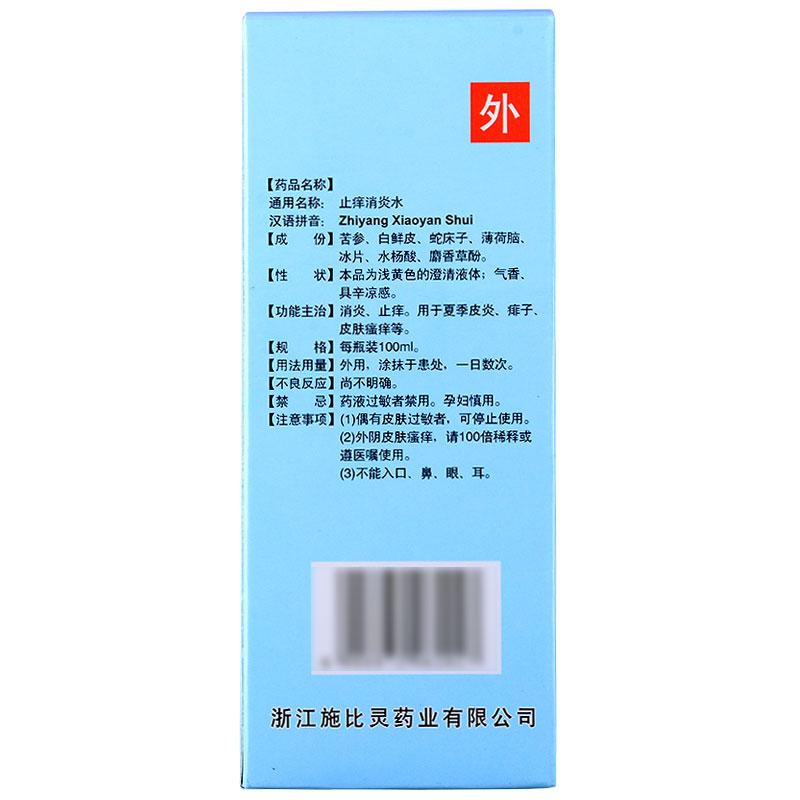 外
【药品名称】
通用名称：止痒消炎水
汉语拼音：Zhiyang Xiaoyan Shui
【成　份】苦参、白鲜皮、蛇床子、薄荷脑、
冰片、水杨酸、麝香草酚。
【性　状】本品为浅黄色的澄清液体；气香、
具辛凉感。
【功能主治】消炎、止痒。用于夏季皮炎、痱子、
皮肤瘙痒等。
【规　格】每瓶装100ml。
【用法用量】外用，涂抹于患处，一日数次。
【不良反应】尚不明确。
【禁　忌】药液过敏者禁用。孕妇慎用。
【注意事项】(1)偶有皮肤过敏者，可停止使用。
(2)外阴皮肤瘙痒，请100倍稀释或
遵医嘱使用。
(3)不能入口、鼻、眼、耳。
浙江施比灵药业有限公司